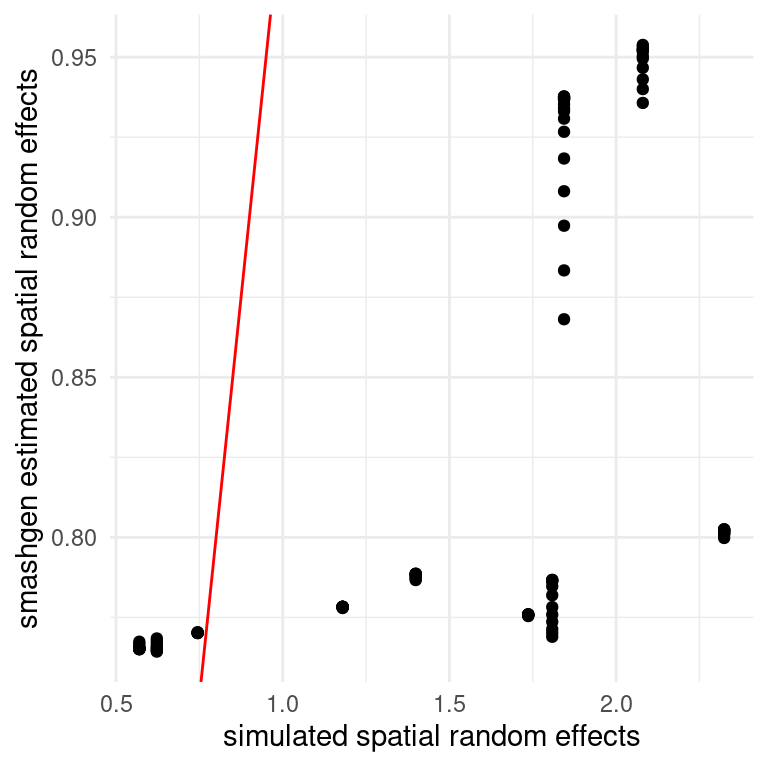 smashgen estimated spatial random effects
0.95
0.90
0.85
0.80
0.5 1.0 1.5 2.0
simulated spatial random effects